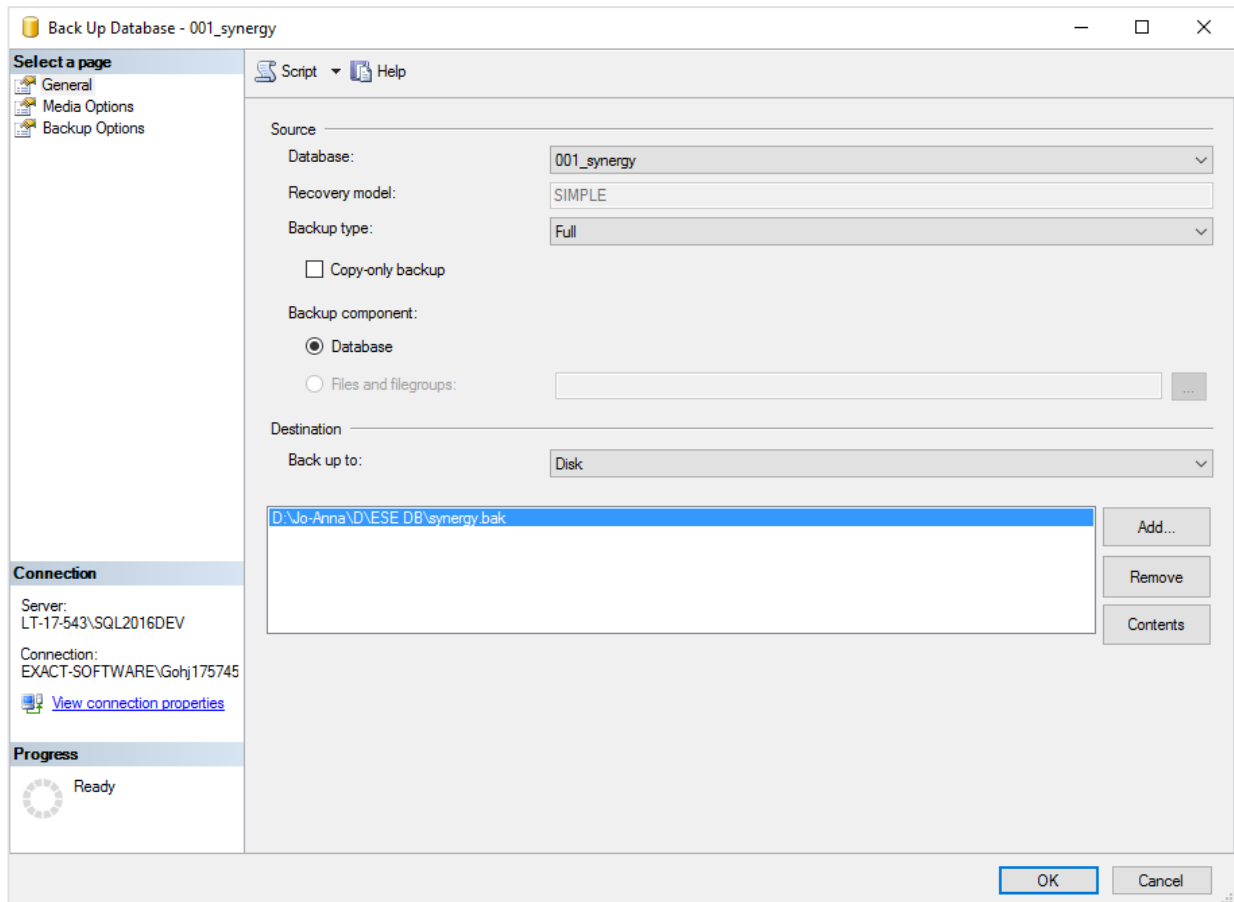 Back Up Database - 001_synergy
Select a page
General
Media Options
Backup Options
Script Help
Source
Database: 001_synergy
Recovery model: SIMPLE
Backup type: Full
Copy-only backup
Backup component:
Database
Files and filegroups: ...
Destination
Back up to: Disk
D:\Jo-Anna\D\ESE DB\synergy.bak
Add...
Remove
Contents
Connection
Server:
LT-17-543\SQL2016DEV
Connection:
EXACT-SOFTWARE\Gohj175745
View connection properties
Progress
Ready
OK Cancel